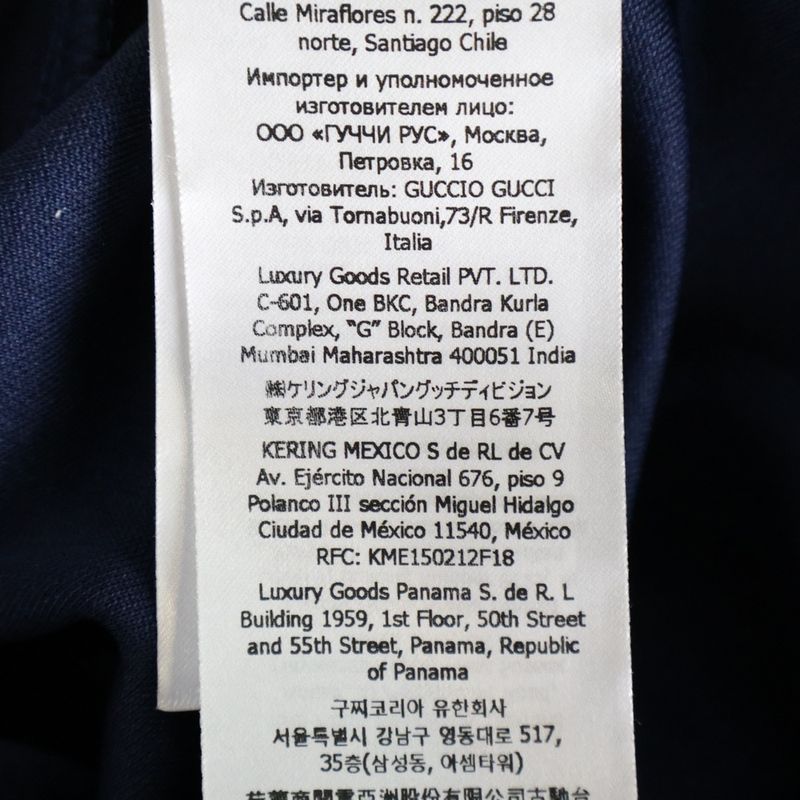 Calle Miraflores n. 222, piso 28
norte, Santiago Chile
Импортер и уполномоченное
изготовителем лицо:
ООО «ГУЧЧИ РУС», Москва,
Петровка, 16
Изготовитель: GUCCIO GUCCI
S.p.A, via Tornabuoni,73/R Firenze,
Italia
Luxury Goods Retail PVT. LTD.
C-601, One BKC, Bandra Kurla
Complex, "G" Block, Bandra (E)
Mumbai Maharashtra 400051 India
㈱ケリングジャパングッチディビジョン
東京都港区北青山3丁目6番7号
KERING MEXICO S de RL de CV
Av. Ejército Nacional 676, piso 9
Polanco III sección Miguel Hidalgo
Ciudad de México 11540, México
RFC: KME150212F18
Luxury Goods Panama S. de R. L
Building 1959, 1st Floor, 50th Street
and 55th Street, Panama, Republic
of Panama
구찌코리아 유한회사
서울특별시 강남구 영동대로 517,
35층(삼성동, 아셈타워)